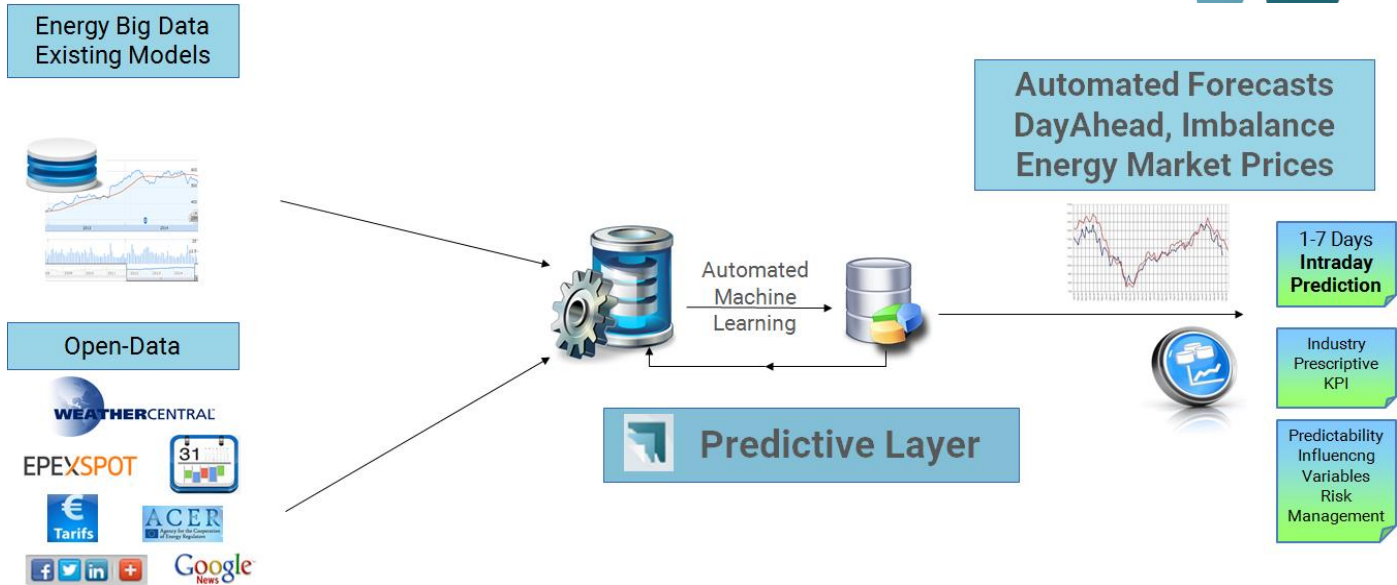 Energy Big Data
Existing Models
2013
2014
Open-Data
WEATHERCENTRAL
EPEXSPOT
31
€
Tarifs
ACER
Agency for the Cooperation
of Energy Regulators
Google
News
Automated
Machine
Learning
Predictive Layer
Automated Forecasts
DayAhead, Imbalance
Energy Market Prices
1-7 Days
Intraday
Prediction
Industry
Prescriptive
KPI
Predictability
Influencng
Variables
Risk
Management